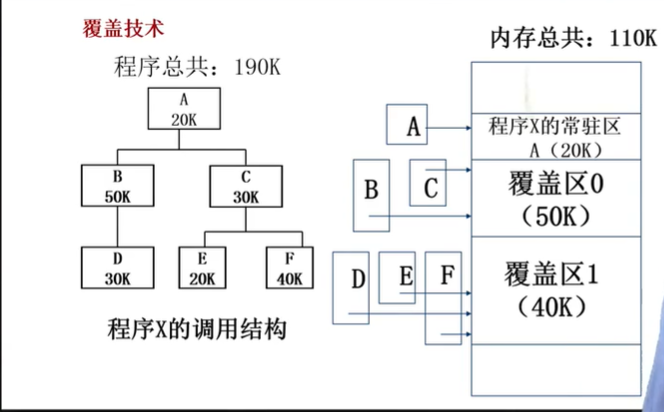 覆盖技术
程序总共：190K
A
20K
B
50K
C
30K
D
30K
E
20K
F
40K
程序X的调用结构
内存总共：110K
A
B
C
D
E
F
程序X的常驻区
A（20K）
覆盖区0
（50K）
覆盖区1
（40K）